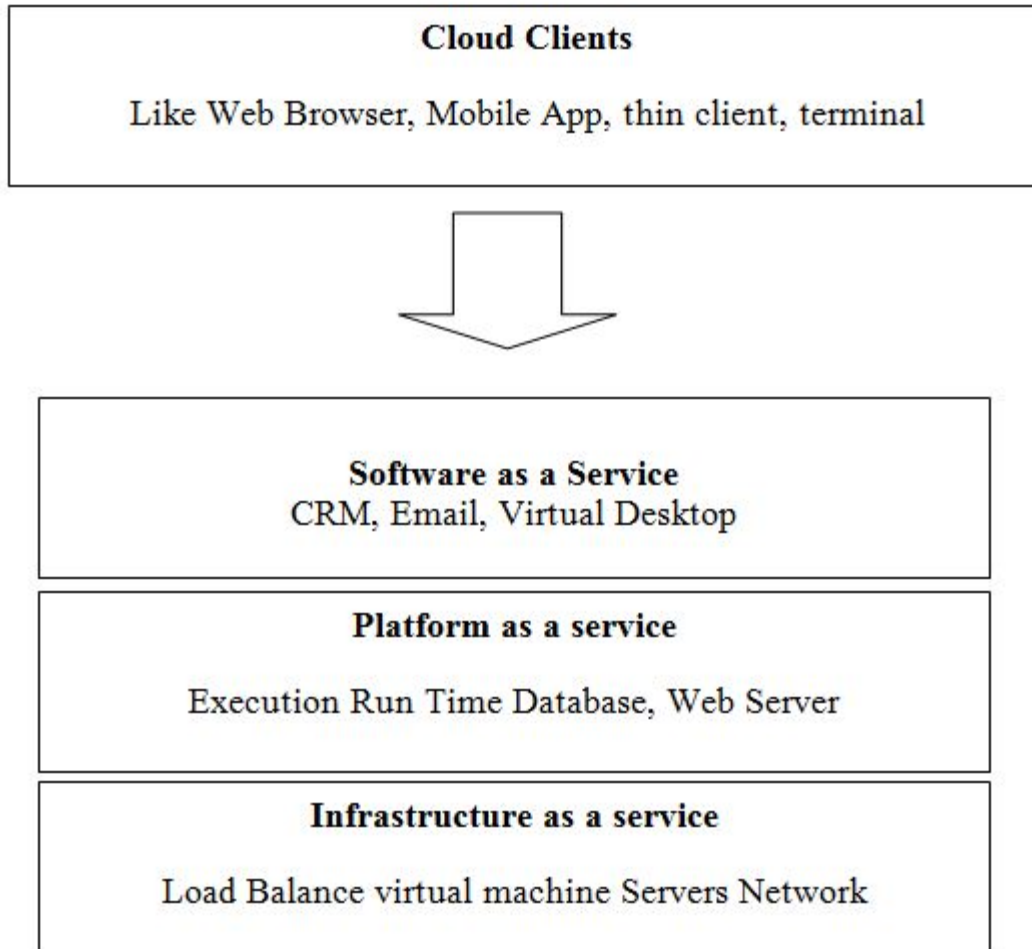 Cloud Clients
Like Web Browser, Mobile App, thin client, terminal
Software as a Service
CRM, Email, Virtual Desktop
Platform as a service
Execution Run Time Database, Web Server
Infrastructure as a service
Load Balance virtual machine Servers Network